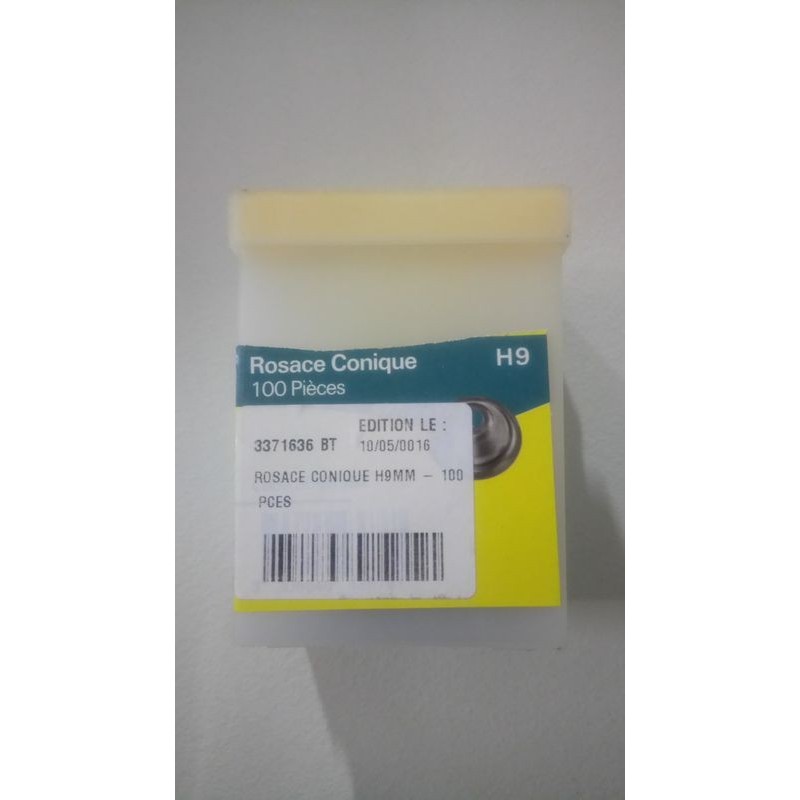 Rosace Conique H9
100 Pièces
EDITION LE :
3371636 BT 10/05/0016
ROSACE CONIQUE H9MM – 100
PCES